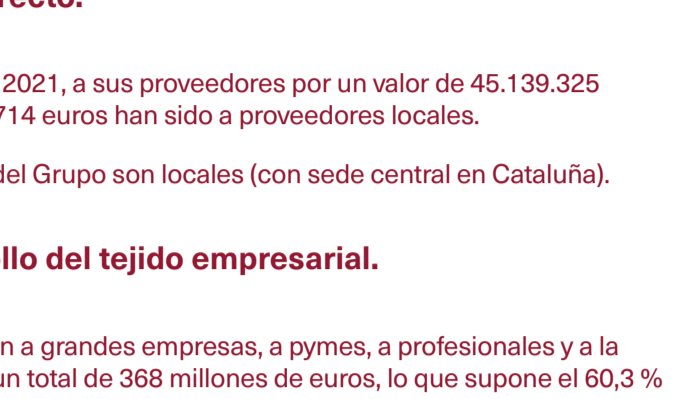 recto.
2021, a sus proveedores por un valor de 45.139.325
714 euros han sido a proveedores locales.
del Grupo son locales (con sede central en Cataluña).
llo del tejido empresarial.
n a grandes empresas, a pymes, a profesionales y a la
un total de 368 millones de euros, lo que supone el 60,3 %